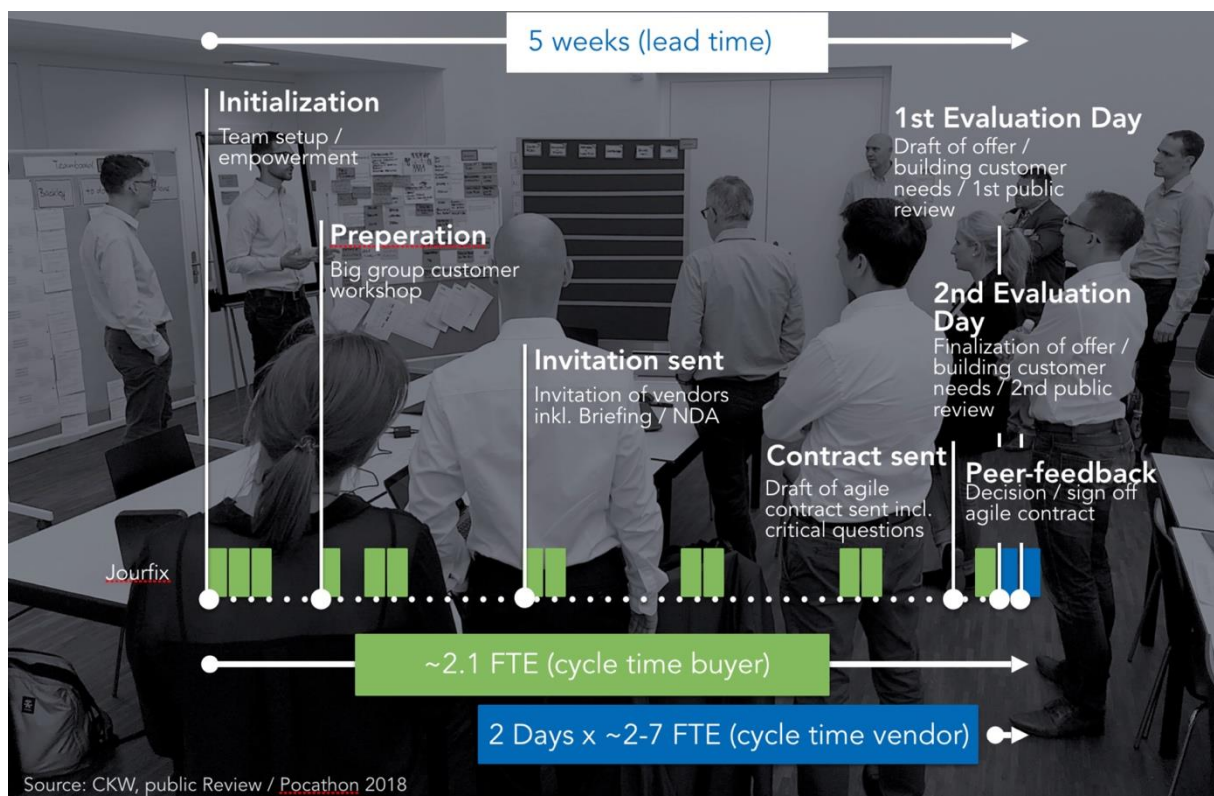 5 weeks (lead time)
Initialization
Team setup /
empowerment
Preperation
Big group customer
workshop
Invitation sent
Invitation of vendors
inkl. Briefing / NDA
Contract sent
Draft of agile
contract sent incl.
critical questions
1st Evaluation Day
Draft of offer /
building customer
needs / 1st public
review
2nd Evaluation
Day
Finalization of offer /
building customer
needs / 2nd public
review
Peer-feedback
Decision / sign off
agile contract
Jourfix
~2.1 FTE (cycle time buyer)
2 Days x ~2-7 FTE (cycle time vendor)
Source: CKW, public Review / Pocathon 2018